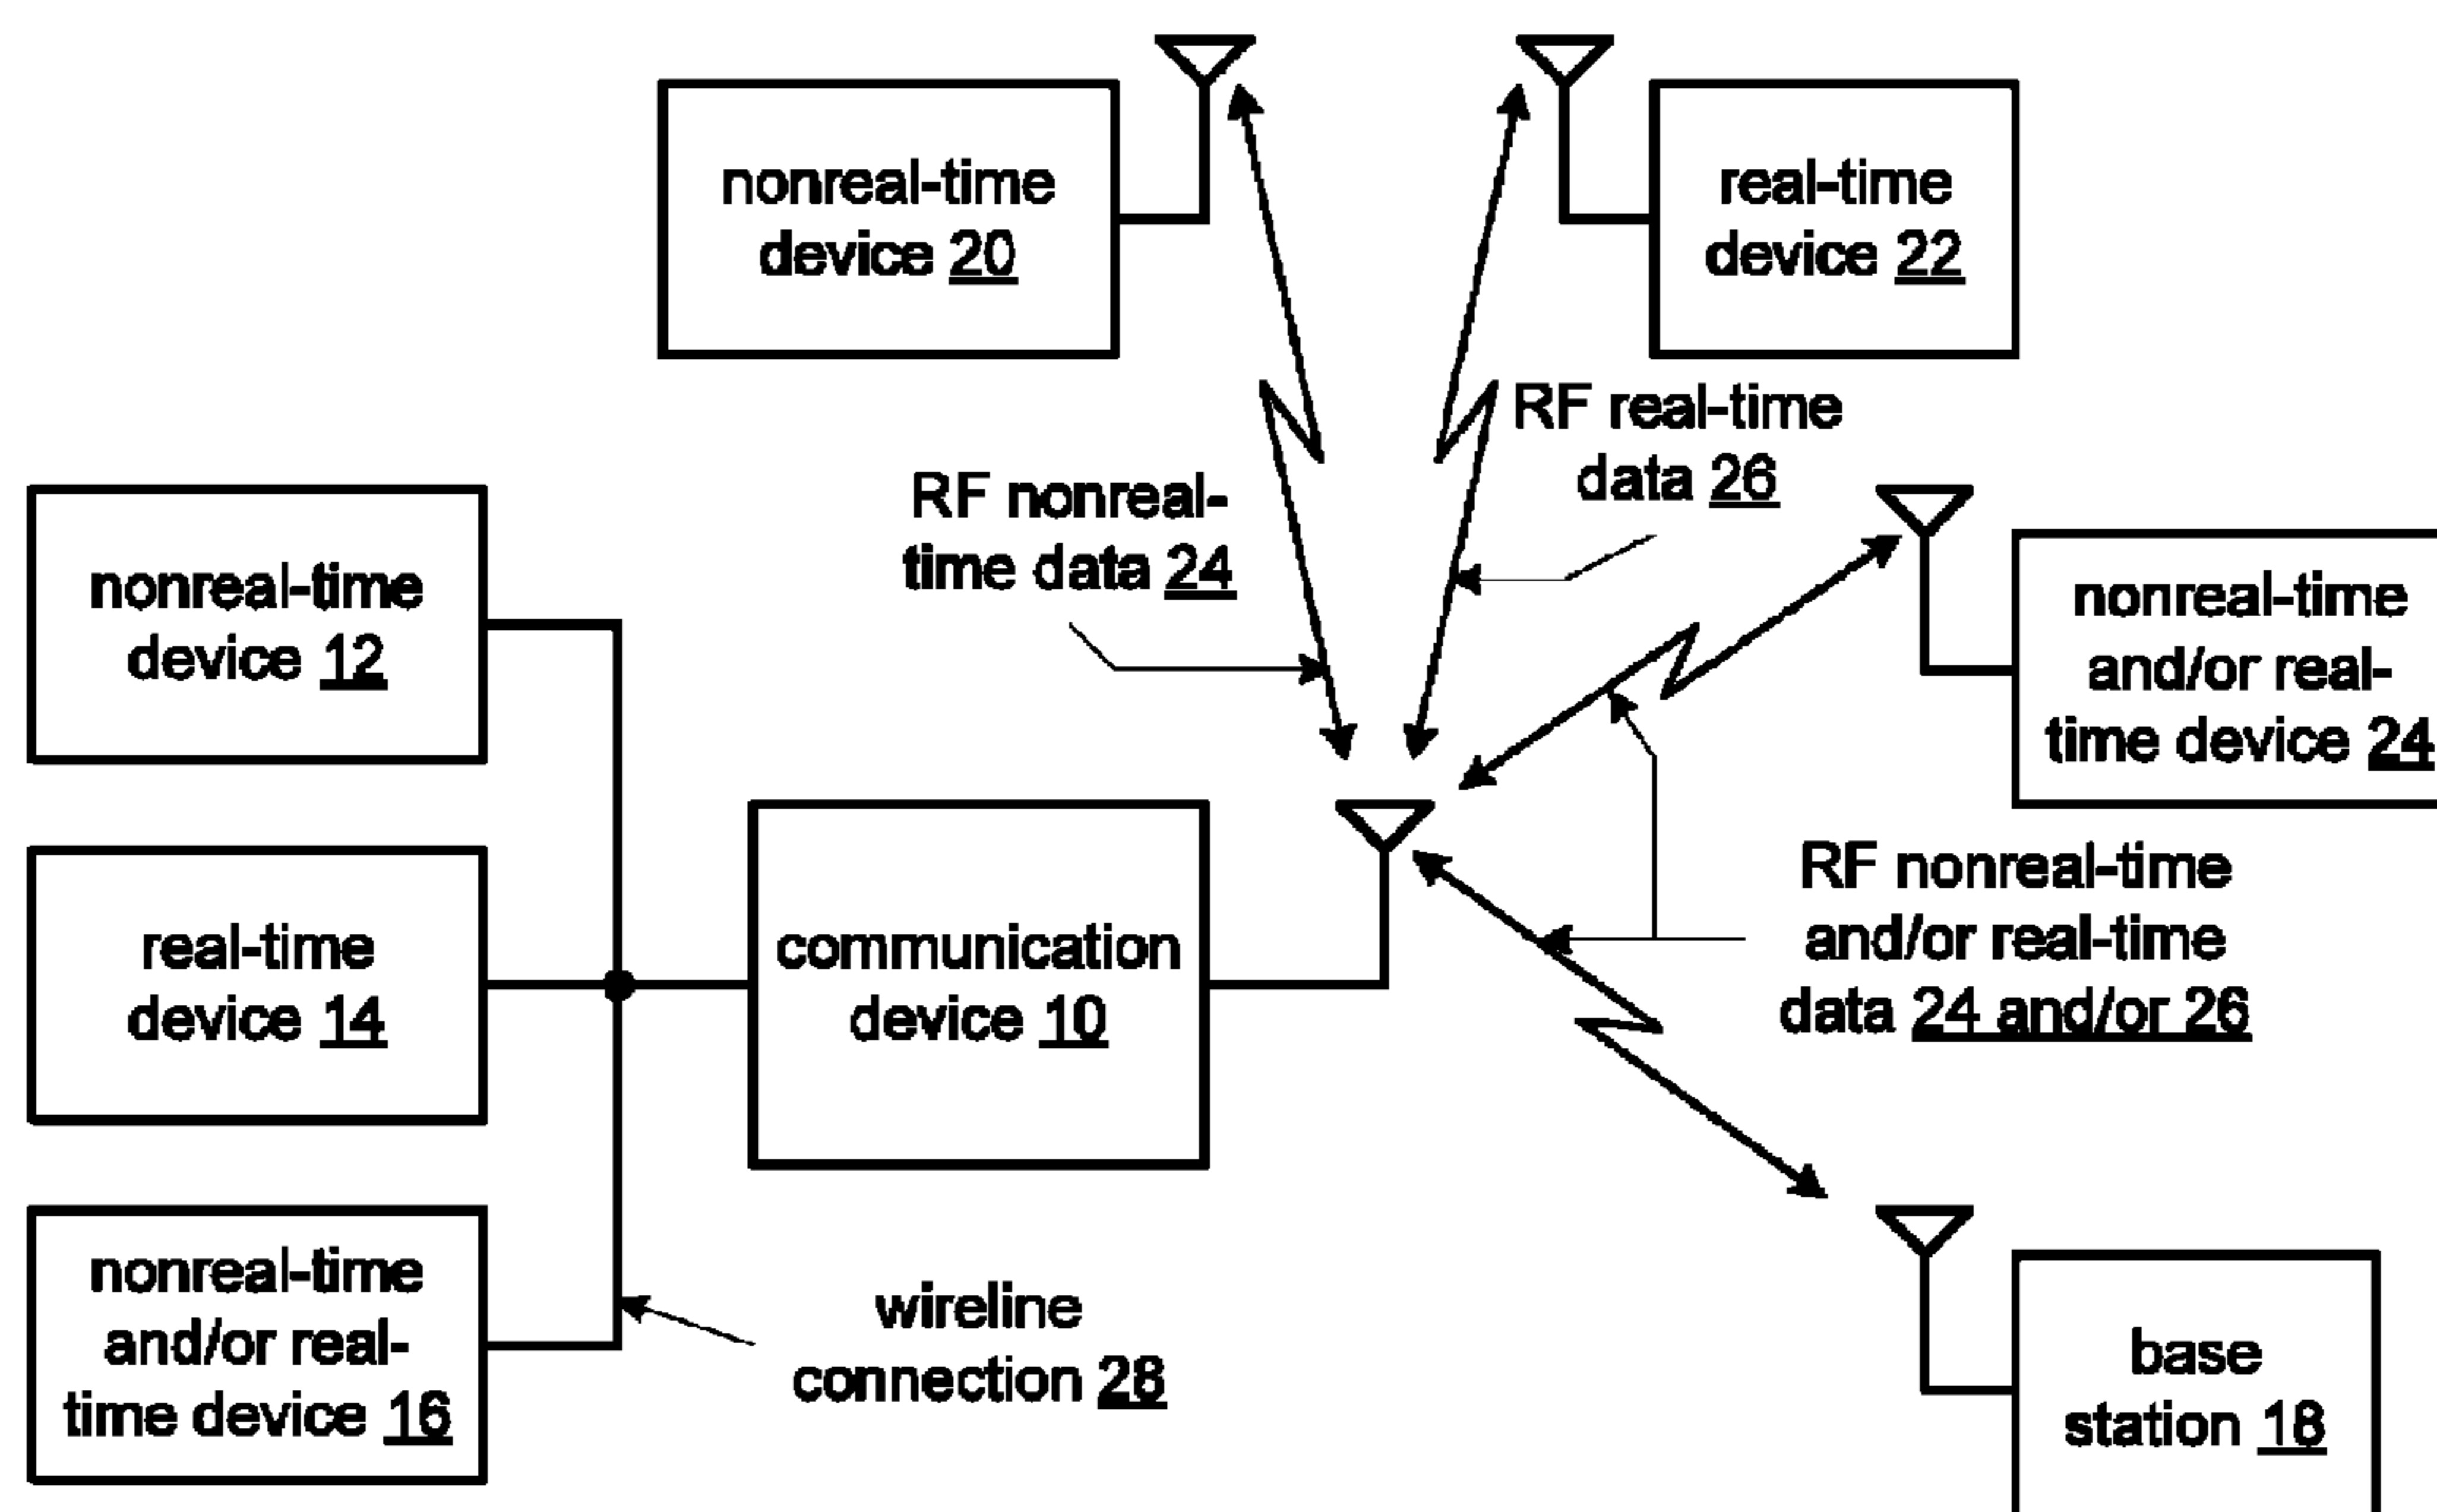 nonreal-time
device 20
real-time
device 22
RF real-time
data 26
RF nonreal-
time data 24
nonreal-time
device 12
nonreal-time
and/or real-
time device 24
real-time
device 14
communication
device 10
RF nonreal-time
and/or real-time
data 24 and/or 26
nonreal-time
and/or real-
time device 16
wireline
connection 28
base
station 18